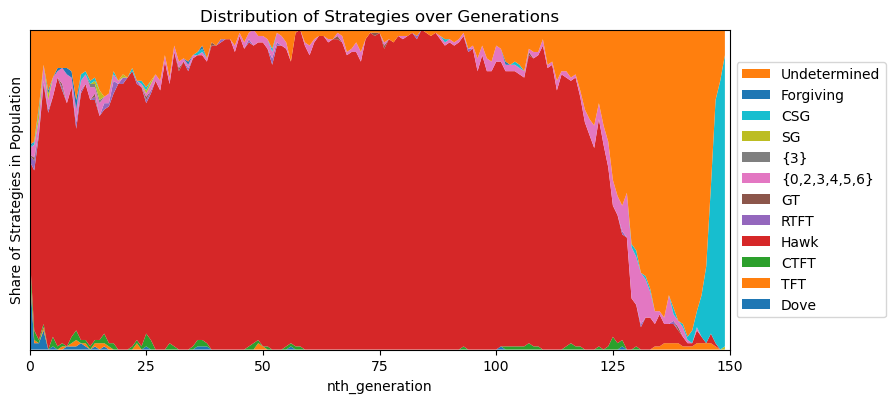 Distribution of Strategies over Generations
Share of Strategies in Population
0
25
50
75
100
125
150
nth_generation
Undetermined
Forgiving
CSG
SG
{3}
{0,2,3,4,5,6}
GT
RTFT
Hawk
CTFT
TFT
Dove